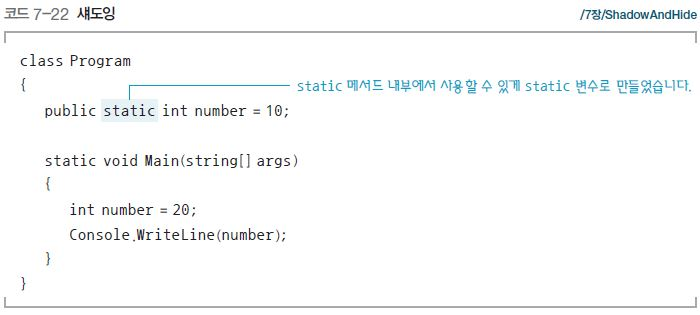 코드 7-22 섀도잉 /7장/ShadowAndHide
class Program
{
static 메서드 내부에서 사용할 수 있게 static 변수로 만들었습니다.
public static int number = 10;
static void Main(string[] args)
{
int number = 20;
Console.WriteLine(number);
}
}